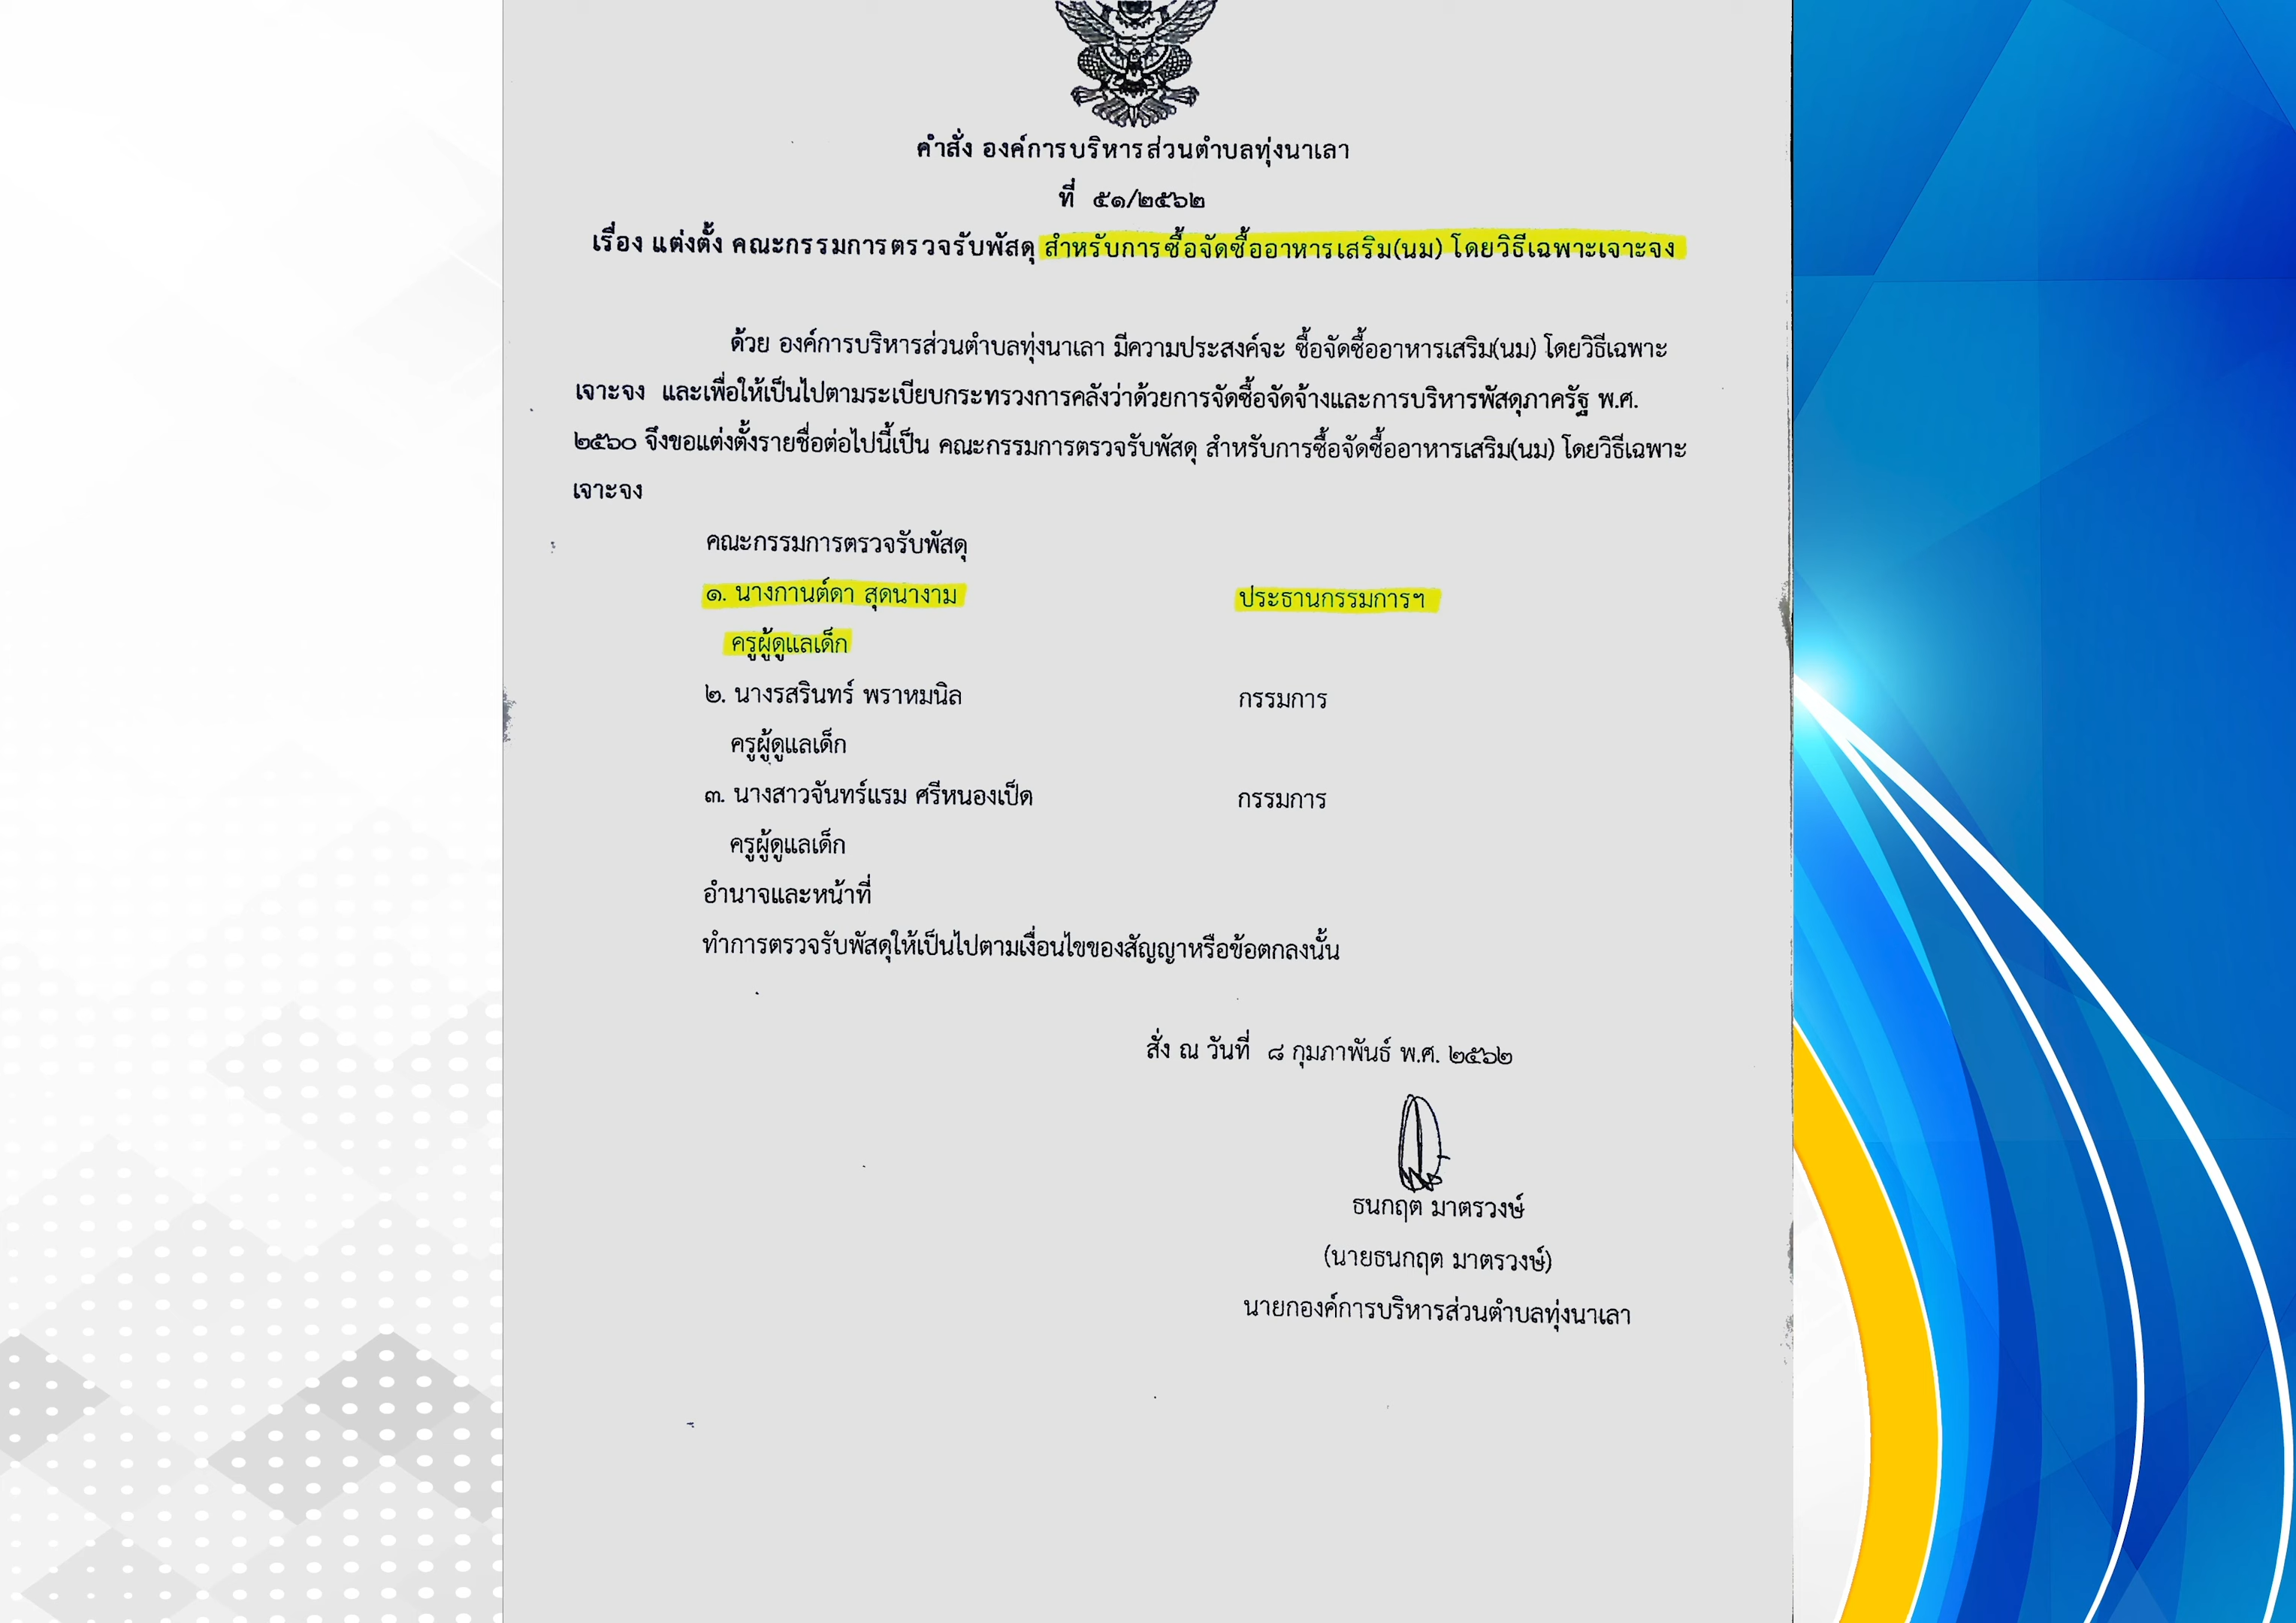 คำสั่ง องค์การบริหารส่วนตำบลทุ่งนาเลา
ที่ ๕๑/๒๕๖๒
เรื่อง แต่งตั้ง คณะกรรมการตรวจรับพัสดุ สำหรับการซื้อจัดซื้ออาหารเสริม(นม) โดยวิธีเฉพาะเจาะจง
ด้วย องค์การบริหารส่วนตำบลทุ่งนาเลา มีความประสงค์จะ ซื้อจัดซื้ออาหารเสริม(นม) โดยวิธีเฉพาะ
เจาะจง และเพื่อให้เป็นไปตามระเบียบกระทรวงการคลังว่าด้วยการจัดซื้อจัดจ้างและการบริหารพัสดุภาครัฐ พ.ศ.
๒๕๖๐ จึงขอแต่งตั้งรายชื่อต่อไปนี้เป็น คณะกรรมการตรวจรับพัสดุ สำหรับการซื้อจัดซื้ออาหารเสริม(นม) โดยวิธีเฉพาะ
เจาะจง
คณะกรรมการตรวจรับพัสดุ
๑. นางกานต์ดา สุดนางาม ประธานกรรมการฯ
ครูผู้ดูแลเด็ก
๒. นางรสรินทร์ พราหมนิล กรรมการ
ครูผู้ดูแลเด็ก
๓. นางสาวจันทร์แรม ศรีหนองเป็ด กรรมการ
ครูผู้ดูแลเด็ก
อำนาจและหน้าที่
ทำการตรวจรับพัสดุให้เป็นไปตามเงื่อนไขของสัญญาหรือข้อตกลงนั้น
สั่ง ณ วันที่ ๘ กุมภาพันธ์ พ.ศ. ๒๕๖๒
ธนกฤต มาตรวงษ์
(นายธนกฤต มาตรวงษ์)
นายกองค์การบริหารส่วนตำบลทุ่งนาเลา